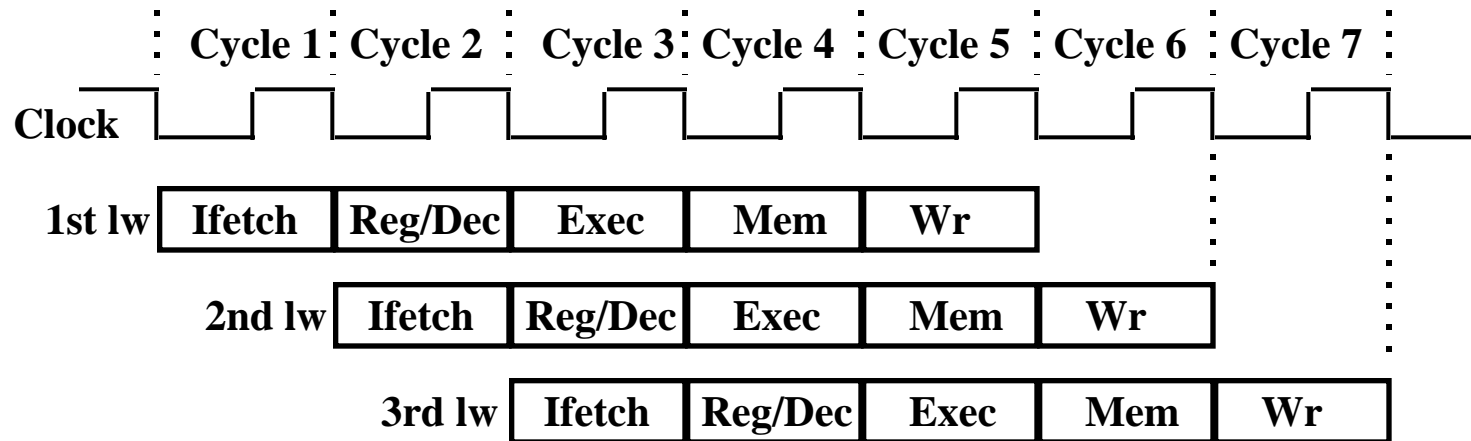 Cycle 1 Cycle 2 Cycle 3 Cycle 4 Cycle 5 Cycle 6 Cycle 7
Clock
1st lw Ifetch Reg/Dec Exec Mem Wr
2nd lw Ifetch Reg/Dec Exec Mem Wr
3rd lw Ifetch Reg/Dec Exec Mem Wr